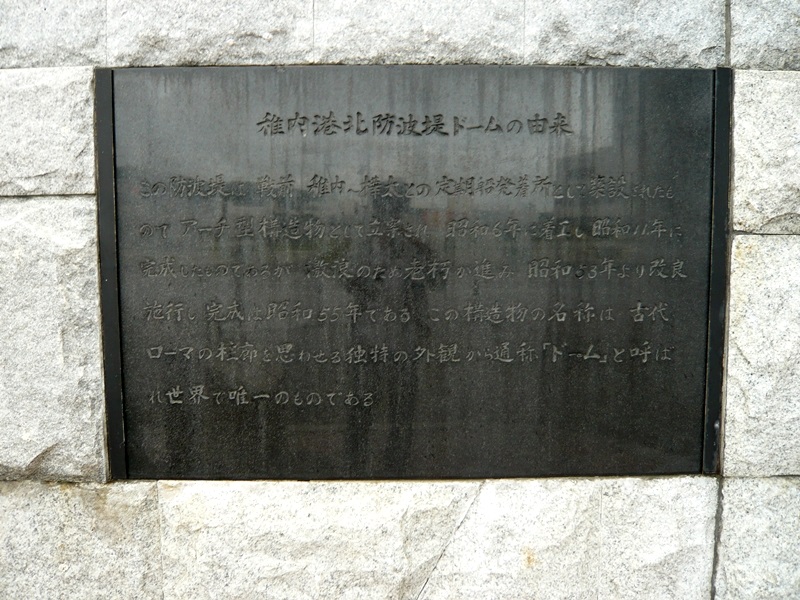 稚内港北防波堤ドームの由来
この防波堤は 戦前 稚内〜樺太との定期船発着所として建設されたも
ので アーチ型構造物として立案され 昭和6年に着工し 昭和11年に
完成したものであるが 激浪のため老朽が進み 昭和53年より改良
施行し 完成は昭和55年である この構造物の名称は 古代
ローマの柱廊を思わせる独特の外観から通称「ドーム」と呼ば
れ世界で唯一のものである